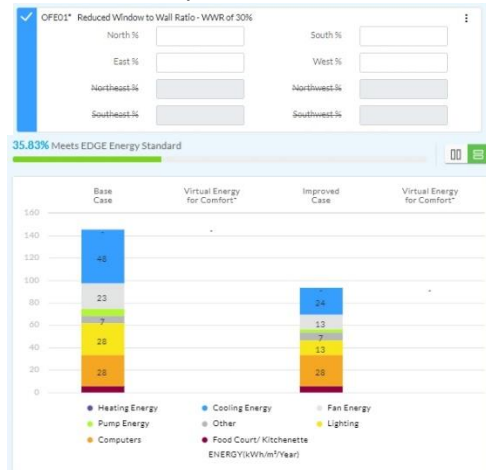 OFE01* Reduced Window to Wall Ratio - WWR of 30%
North % South %
East % West %
Northeast % Northwest %
Southeast % Southwest %
35.83% Meets EDGE Energy Standard
Base Case Virtual Energy for Comfort* Improved Case Virtual Energy for Comfort*
160
140
120
100
80
60
40
20
0
48
23
7
28
28
24
13
7
13
28
Heating Energy Cooling Energy Fan Energy
Pump Energy Other Lighting
Computers Food Court/ Kitchenette
ENERGY(kWh/m²/Year)